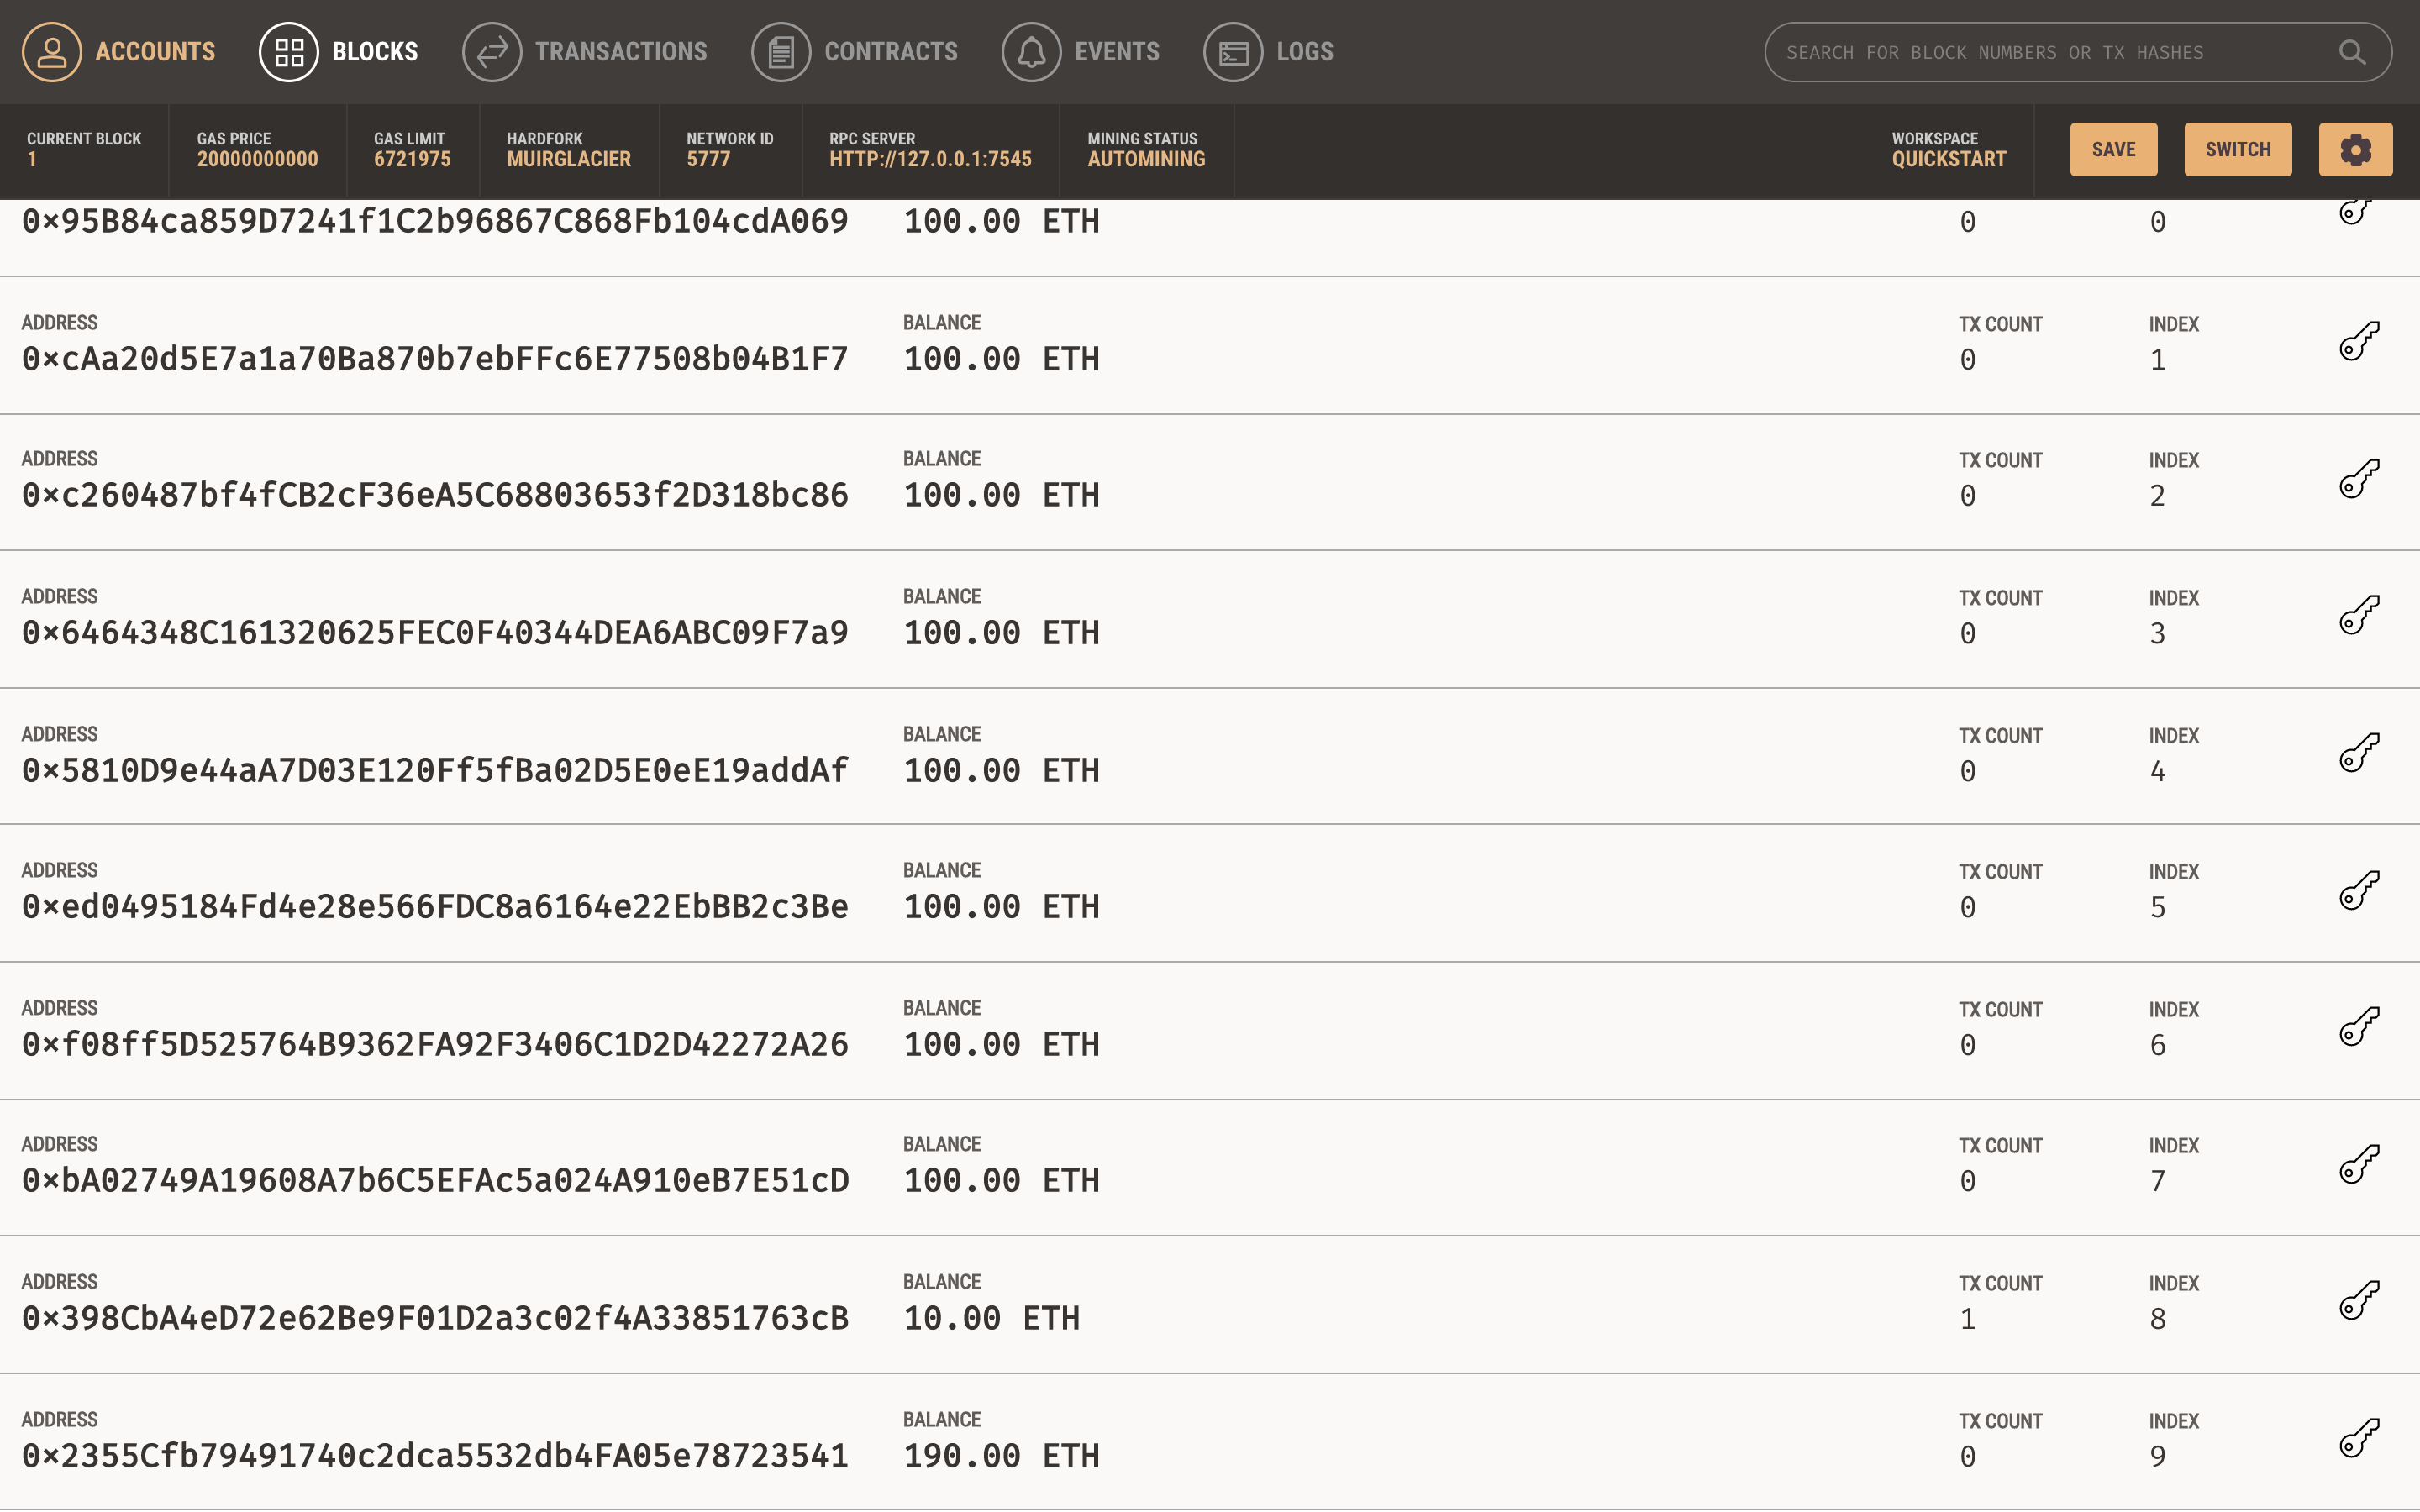 ACCOUNTS BLOCKS TRANSACTIONS CONTRACTS EVENTS LOGS SEARCH FOR BLOCK NUMBERS OR TX HASHES
CURRENT BLOCK GAS PRICE GAS LIMIT HARDFORK NETWORK ID RPC SERVER MINING STATUS WORKSPACE
1 20000000000 6721975 MUIRGLACIER 5777 HTTP://127.0.0.1:7545 AUTOMINING QUICKSTART SAVE SWITCH
0×95B84ca859D7241f1C2b96867C868Fb104cdA069 100.00 ETH 0 0
ADDRESS BALANCE TX COUNT INDEX
0×cAa20d5E7a1a70Ba870b7ebFFc6E77508b04B1F7 100.00 ETH 0 1
ADDRESS BALANCE TX COUNT INDEX
0×c260487bf4fCB2cF36eA5C68803653f2D318bc86 100.00 ETH 0 2
ADDRESS BALANCE TX COUNT INDEX
0×6464348C161320625FEC0F40344DEA6ABC09F7a9 100.00 ETH 0 3
ADDRESS BALANCE TX COUNT INDEX
0×5810D9e44aA7D03E120Ff5fBa02D5E0eE19addAf 100.00 ETH 0 4
ADDRESS BALANCE TX COUNT INDEX
0×ed0495184Fd4e28e566FDC8a6164e22EbBB2c3Be 100.00 ETH 0 5
ADDRESS BALANCE TX COUNT INDEX
0×f08ff5D525764B9362FA92F3406C1D2D42272A26 100.00 ETH 0 6
ADDRESS BALANCE TX COUNT INDEX
0×bA02749A19608A7b6C5EFAc5a024A910eB7E51cD 100.00 ETH 0 7
ADDRESS BALANCE TX COUNT INDEX
0×398CbA4eD72e62Be9F01D2a3c02f4A33851763cB 10.00 ETH 1 8
ADDRESS BALANCE TX COUNT INDEX
0×2355Cfb79491740c2dca5532db4FA05e78723541 190.00 ETH 0 9